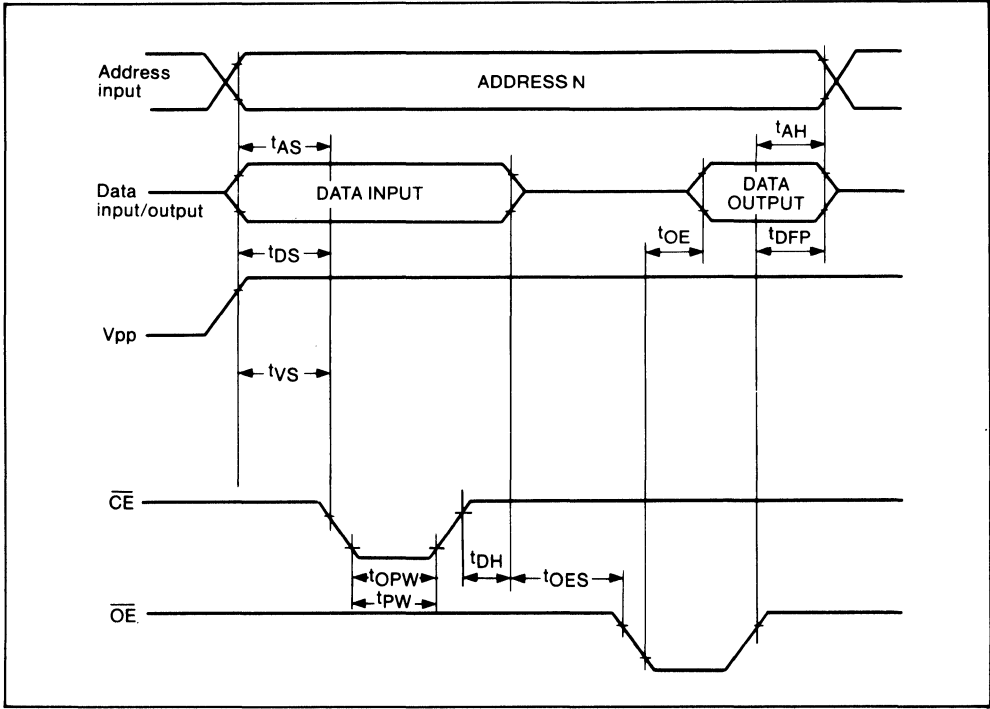 Address
input
ADDRESS N
tAS
tAH
Data
input/output
DATA INPUT
DATA
OUTPUT
tDS
tOE
tDFP
Vpp
tVS
CE
tDH
tOPW
tOES
tPW
OE